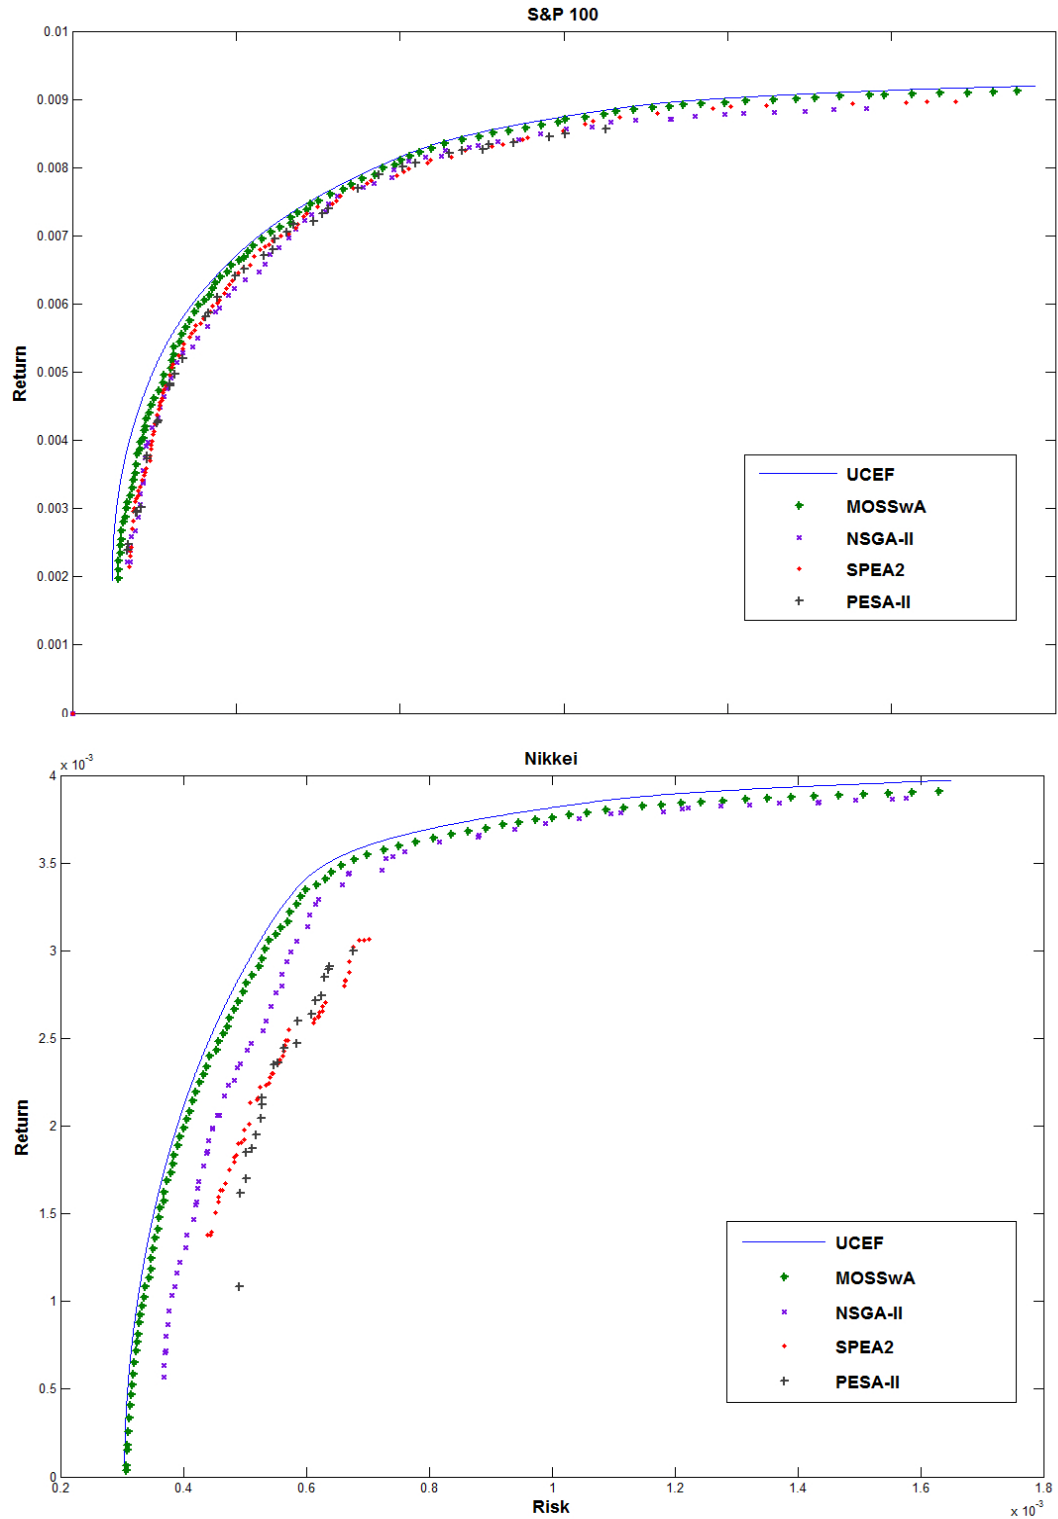 S&P 100
0.01
0.009
0.008
0.007
0.006
0.005
0.004
0.003
0.002
0.001
0
Return
UCEF
MOSSwA
NSGA-II
SPEA2
PESA-II
Nikkei
x 10^-3
4
3.5
3
2.5
2
1.5
1
0.5
0
Return
UCEF
MOSSwA
NSGA-II
SPEA2
PESA-II
0.2 0.4 0.6 0.8 1 1.2 1.4 1.6 1.8
Risk
x 10^-3